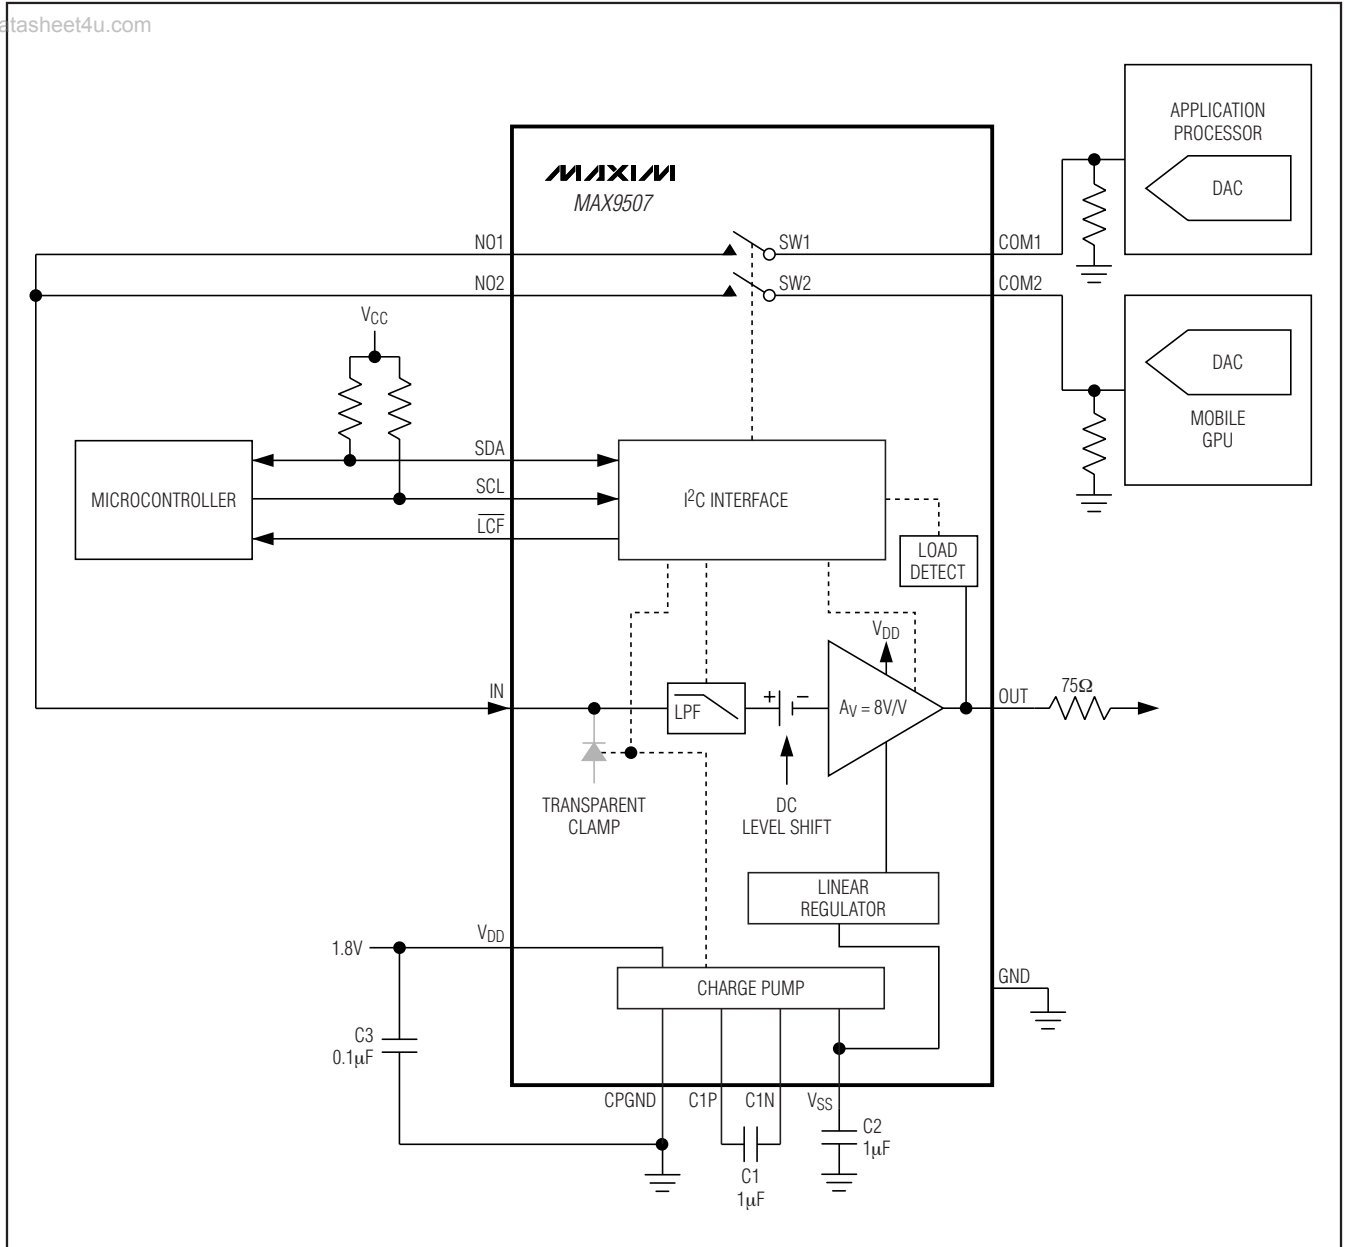 atasheet4u.com
APPLICATION
PROCESSOR
DAC
MAXIM
MAX9507
NO1
SW1
COM1
NO2
SW2
COM2
VCC
DAC
MOBILE
GPU
SDA
MICROCONTROLLER
SCL
I²C INTERFACE
LCF
LOAD
DETECT
VDD
IN
LPF
+
−
AV = 8V/V
OUT
75Ω
TRANSPARENT
CLAMP
DC
LEVEL SHIFT
LINEAR
REGULATOR
1.8V
VDD
CHARGE PUMP
GND
C3
0.1µF
CPGND
C1P
C1N
VSS
C2
1µF
C1
1µF